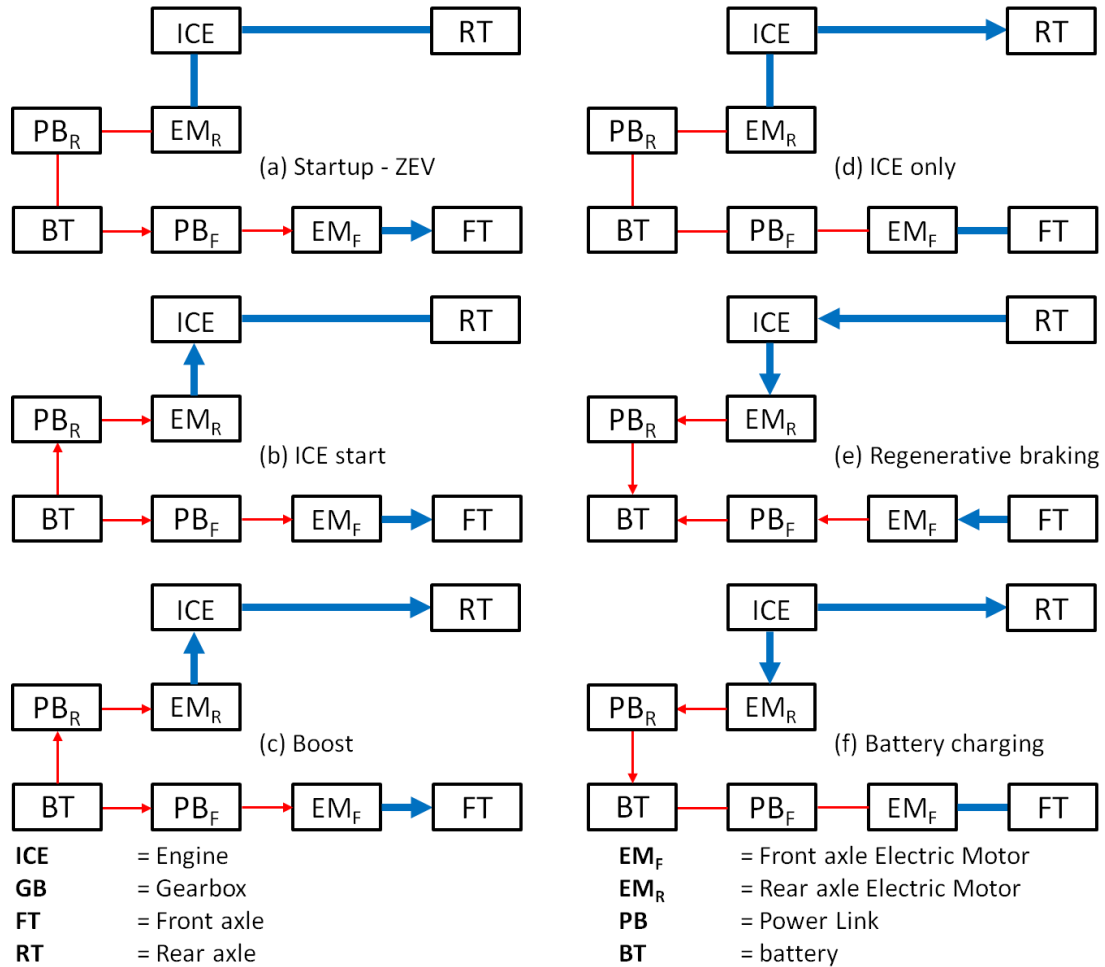 ICE RT
PB_R EM_R
(a) Startup - ZEV
BT PB_F EM_F FT
ICE RT
PB_R EM_R
(d) ICE only
BT PB_F EM_F FT
ICE RT
PB_R EM_R
(b) ICE start
BT PB_F EM_F FT
ICE RT
PB_R EM_R
(e) Regenerative braking
BT PB_F EM_F FT
ICE RT
PB_R EM_R
(c) Boost
BT PB_F EM_F FT
ICE RT
PB_R EM_R
(f) Battery charging
BT PB_F EM_F FT
ICE = Engine
GB = Gearbox
FT = Front axle
RT = Rear axle
EM_F = Front axle Electric Motor
EM_R = Rear axle Electric Motor
PB = Power Link
BT = battery